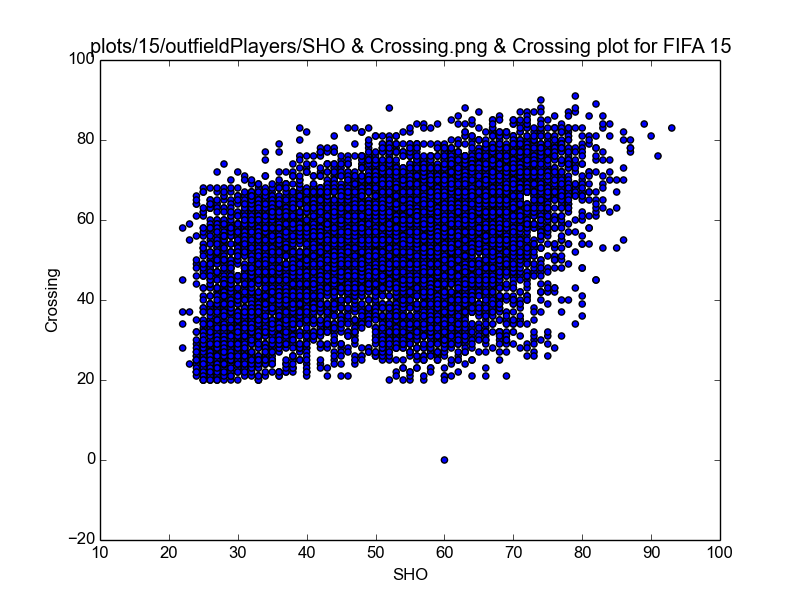 plots/15/outfieldPlayers/SHO & Crossing.png & Crossing plot for FIFA 15
100
80
60
40
20
0
−20
Crossing
10 20 30 40 50 60 70 80 90 100
SHO